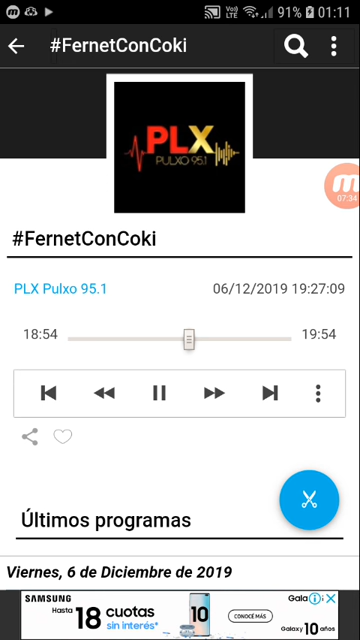 VoLTE 91% 01:11
#FernetConCoki
PLX
PULXO 95.1
07:34
#FernetConCoki
PLX Pulxo 95.1 06/12/2019 19:27:09
18:54 19:54
Últimos programas
Viernes, 6 de Diciembre de 2019
SAMSUNG
Hasta 18 cuotas
sin interés*
10
CONOCÉ MÁS
Gala
Galaxy 10 años